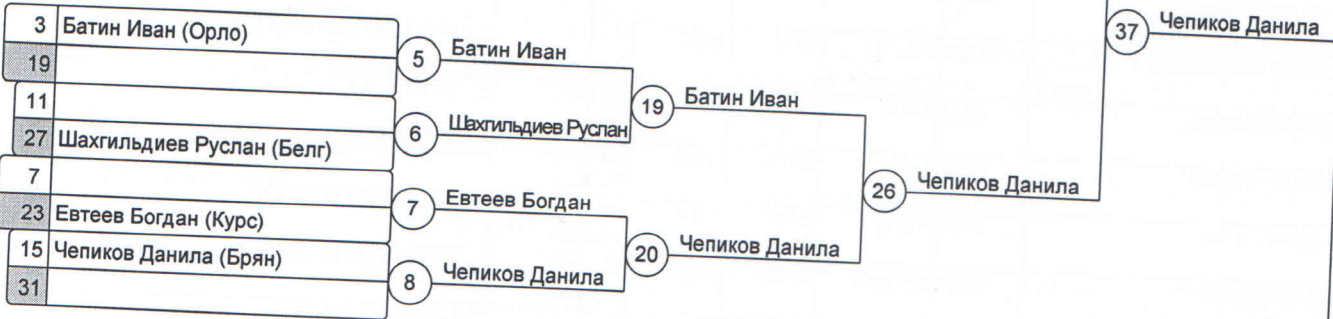 3 Батин Иван (Орло)
19
5 Батин Иван
11
27 Шахгильдиев Руслан (Белг)
6 Шахгильдиев Руслан
19 Батин Иван
7
23 Евтеев Богдан (Курс)
7 Евтеев Богдан
15 Чепиков Данила (Брян)
31
8 Чепиков Данила
20 Чепиков Данила
26 Чепиков Данила
37 Чепиков Данила